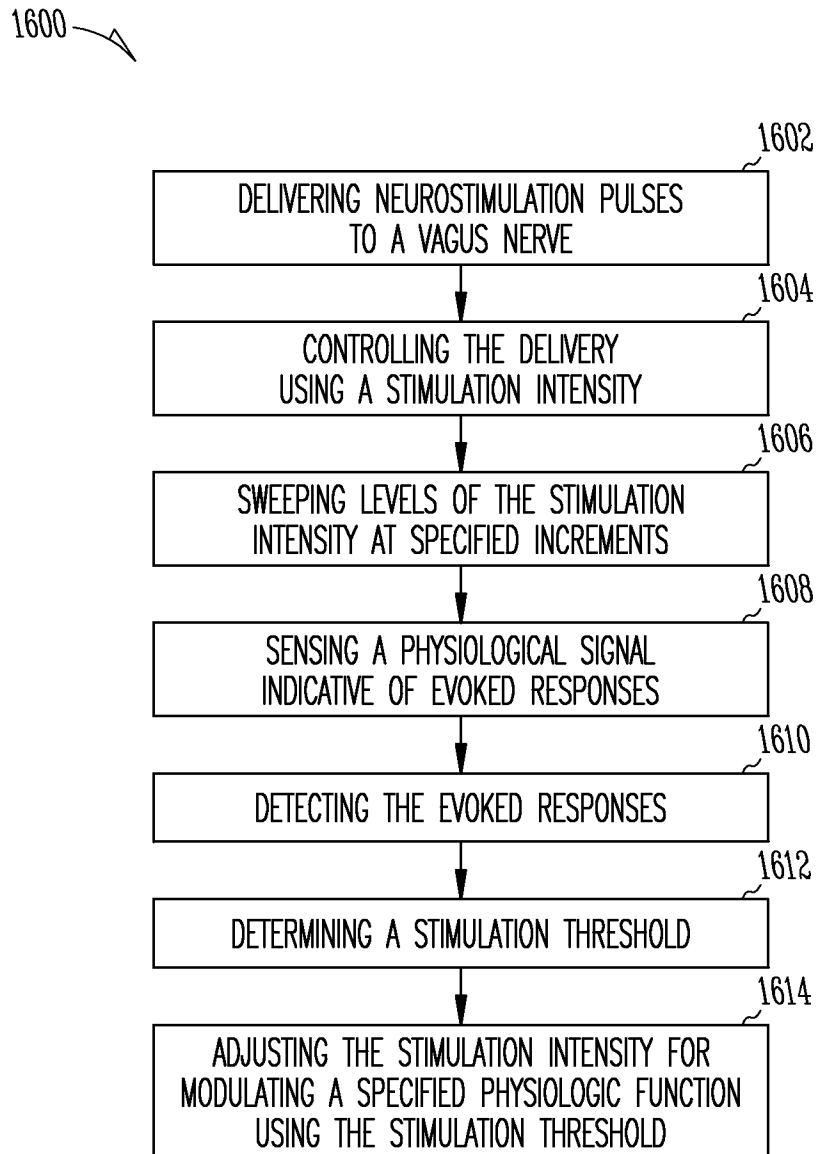 1600
1602
DELIVERING NEUROSTIMULATION PULSES
TO A VAGUS NERVE
1604
CONTROLLING THE DELIVERY
USING A STIMULATION INTENSITY
1606
SWEEPING LEVELS OF THE STIMULATION
INTENSITY AT SPECIFIED INCREMENTS
1608
SENSING A PHYSIOLOGICAL SIGNAL
INDICATIVE OF EVOKED RESPONSES
1610
DETECTING THE EVOKED RESPONSES
1612
DETERMINING A STIMULATION THRESHOLD
1614
ADJUSTING THE STIMULATION INTENSITY FOR
MODULATING A SPECIFIED PHYSIOLOGIC FUNCTION
USING THE STIMULATION THRESHOLD